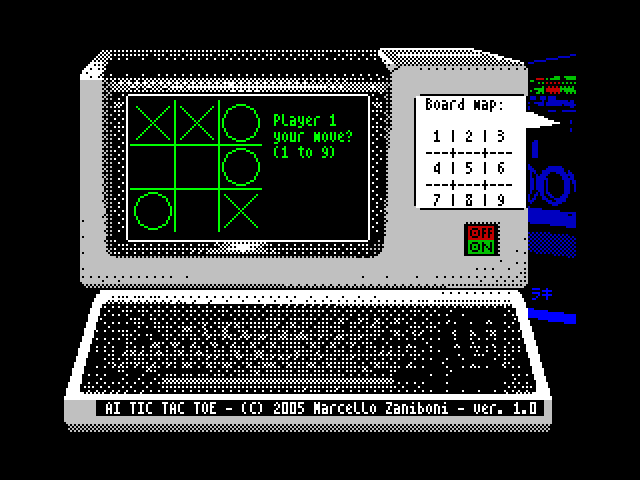 Player 1
your move?
(1 to 9)
Board map:
1 | 2 | 3
---+---+---
4 | 5 | 6
---+---+---
7 | 8 | 9
OFF
ON
ラキ
AI TIC TAC TOE - (C) 2005 Marcello Zaniboni - ver. 1.0